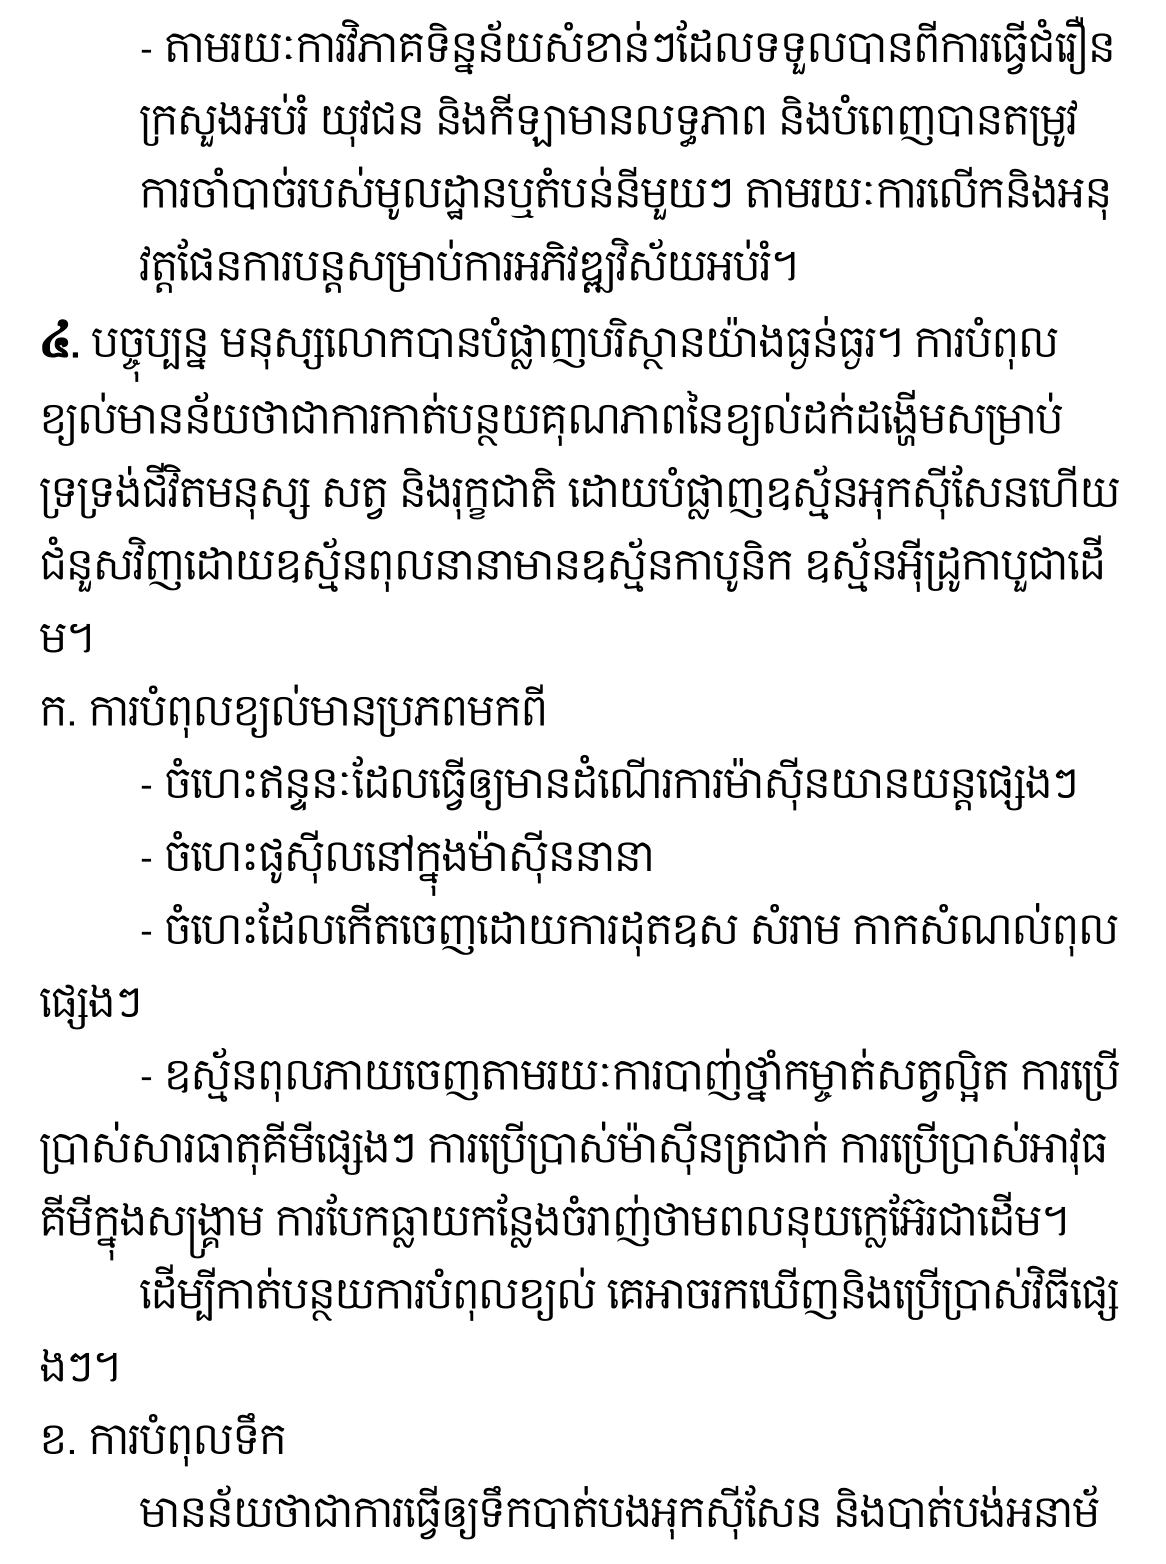 - តាមរយៈការវិភាគទិន្នន័យសំខាន់ៗដែលទទួលបានពីការធ្វើជំរឿន
ក្រសួងអប់រំ យុវជន និងកីឡាមានលទ្ធភាព និងបំពេញបានតម្រូវ
ការចាំបាច់របស់មូលដ្ឋានឬតំបន់នីមួយៗ តាមរយៈការលើកនិងអនុ
វត្តផែនការបន្តសម្រាប់ការអភិវឌ្ឍវិស័យអប់រំ។
៤. បច្ចុប្បន្ន មនុស្សលោកបានបំផ្លាញបរិស្ថានយ៉ាងធ្ងន់ធ្ងរ។ ការបំពុល
ខ្យល់មានន័យថាជាការកាត់បន្ថយគុណភាពនៃខ្យល់ដក់ដង្ហើមសម្រាប់
ទ្រទ្រង់ជីវិតមនុស្ស សត្វ និងរុក្ខជាតិ ដោយបំផ្លាញឧស្ម័នអុកស៊ីសែនហើយ
ជំនួសវិញដោយឧស្ម័នពុលនានាមានឧស្ម័នកាបូនិក ឧស្ម័នអ៊ីដ្រូកាបួជាដើ
ម។
ក. ការបំពុលខ្យល់មានប្រភពមកពី
- ចំហេះឥន្ធនៈដែលធ្វើឲ្យមានដំណើរការម៉ាស៊ីនយានយន្តផ្សេងៗ
- ចំហេះផូស៊ីលនៅក្នុងម៉ាស៊ីននានា
- ចំហេះដែលកើតចេញដោយការដុតឧស សំរាម កាកសំណល់ពុល
ផ្សេងៗ
- ឧស្ម័នពុលភាយចេញតាមរយៈការបាញ់ថ្នាំកម្ចាត់សត្វល្អិត ការប្រើ
ប្រាស់សារធាតុគីមីផ្សេងៗ ការប្រើប្រាស់ម៉ាស៊ីនត្រជាក់ ការប្រើប្រាស់អាវុធ
គីមីក្នុងសង្គ្រាម ការបែកធ្លាយកន្លែងចំរាញ់ថាមពលនុយក្លេអ៊ែរជាដើម។
ដើម្បីកាត់បន្ថយការបំពុលខ្យល់ គេអាចរកឃើញនិងប្រើប្រាស់វិធីផ្សេ
ងៗ។
ខ. ការបំពុលទឹក
មានន័យថាជាការធ្វើឲ្យទឹកបាត់បងអុកស៊ីសែន និងបាត់បង់អនាម័